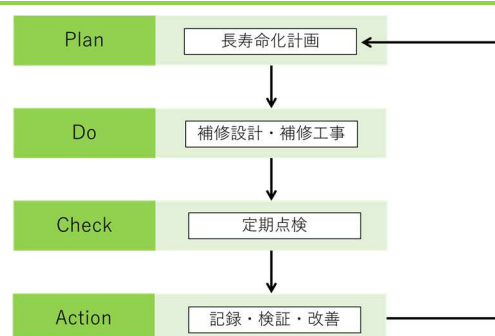 Plan
長寿命化計画
Do
補修設計・補修工事
Check
定期点検
Action
記録・検証・改善